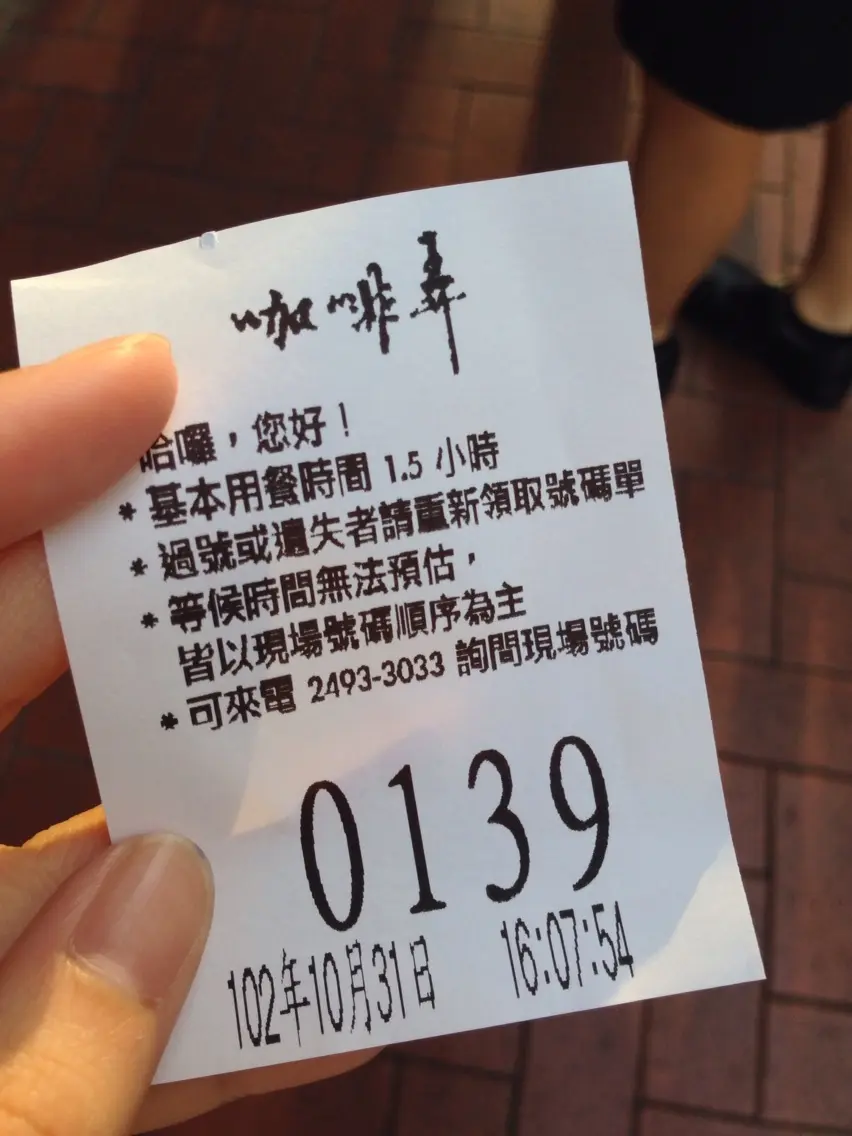 咖啡弄
哈囉，您好！
* 基本用餐時間 1.5 小時
* 過號或遺失者請重新領取號碼單
* 等候時間無法預估，
皆以現場號碼順序為主
* 可來電 2493-3033 詢問現場號碼
0139
102年10月31日 16:07:54